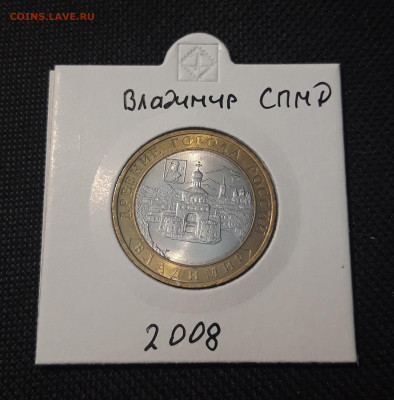 COINS.LAVE.RU
Владимир СПМД
ДРЕВНИЕ ГОРОДА РОССИИ
ВЛАДИМИР
2008